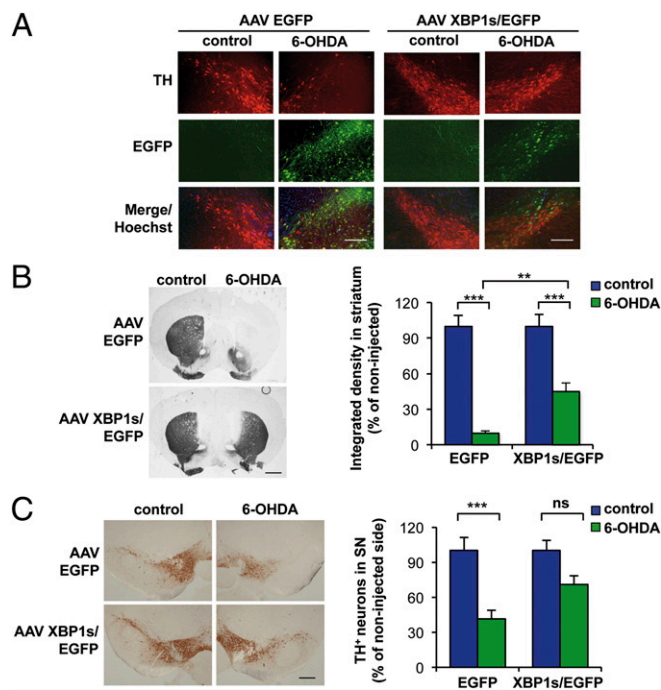 A
AAV EGFP
AAV XBP1s/EGFP
control
6-OHDA
control
6-OHDA
TH
EGFP
Merge/
Hoechst
B
control
6-OHDA
AAV
EGFP
AAV XBP1s/
EGFP
Integrated density in striatum
(% of non-injected)
120
90
60
30
0
***
**
***
control
6-OHDA
EGFP
XBP1s/EGFP
C
control
6-OHDA
AAV
EGFP
AAV XBP1s/
EGFP
TH⁺ neurons in SN
(% of non-injected side)
120
90
60
30
0
***
ns
control
6-OHDA
EGFP
XBP1s/EGFP